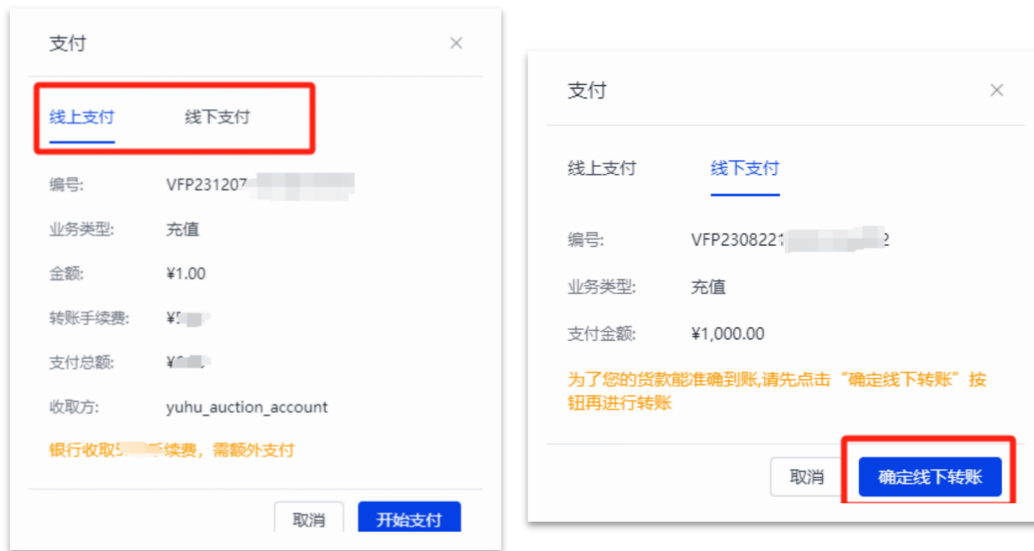 支付
线上支付 线下支付
编号: VFP231207
业务类型: 充值
金额: ¥1.00
转账手续费: ¥
支付总额: ¥
收取方: yuhu_auction_account
银行收取 手续费，需额外支付
取消 开始支付
支付
线上支付 线下支付
编号: VFP2308221 2
业务类型: 充值
支付金额: ¥1,000.00
为了您的货款能准确到账,请先点击“确定线下转账”按
钮再进行转账
取消 确定线下转账